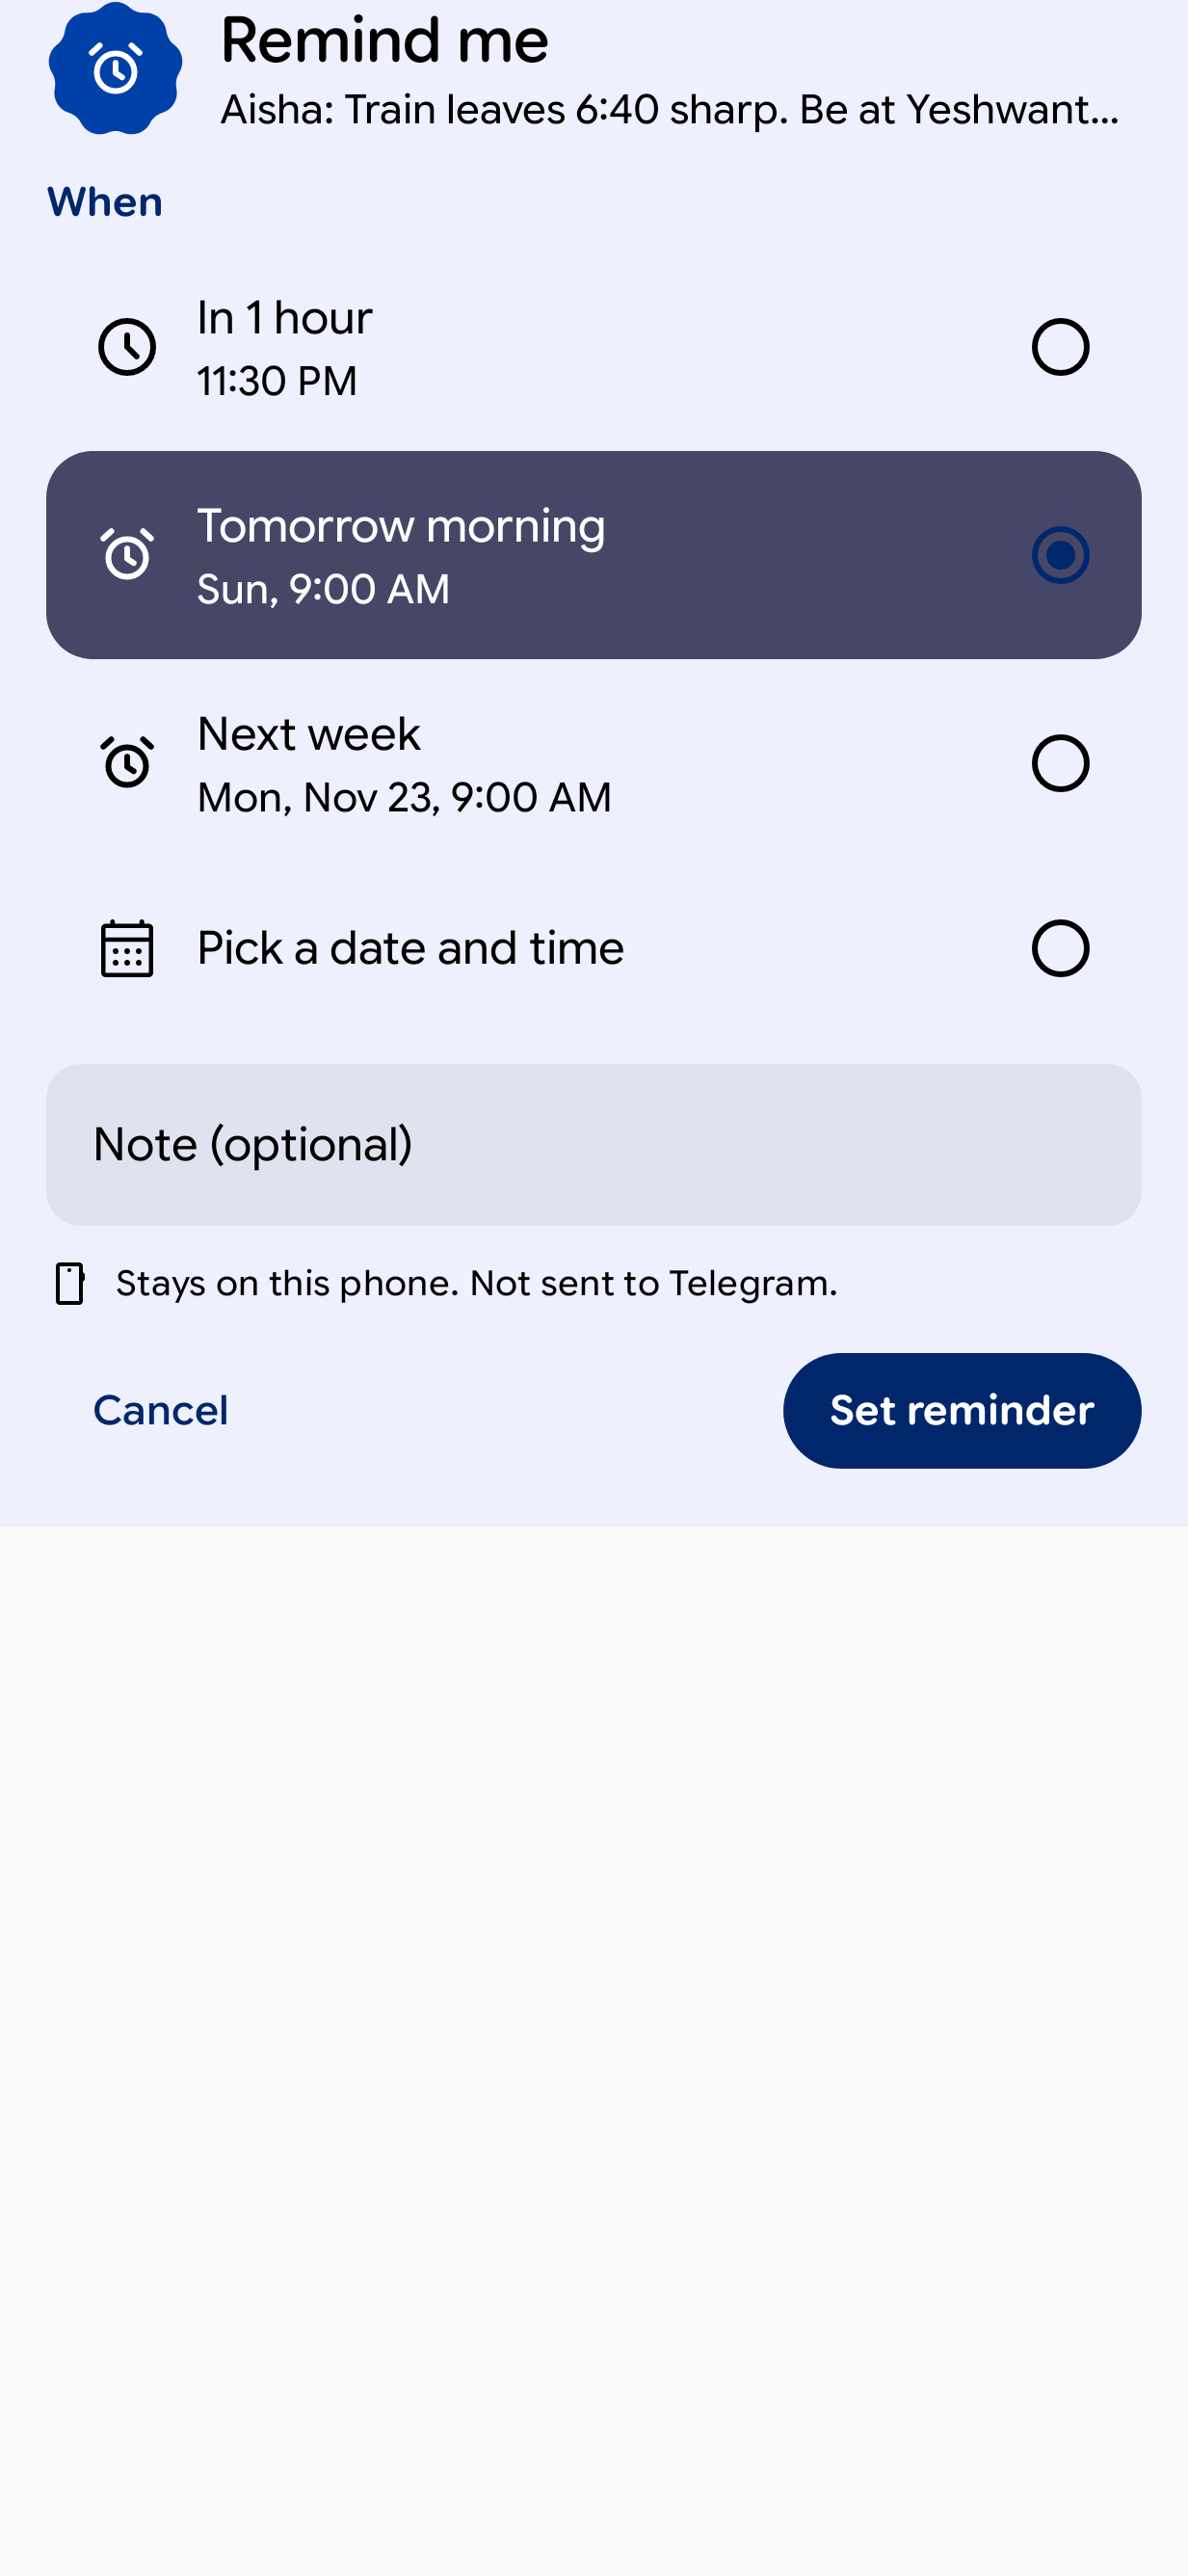 Remind me
Aisha: Train leaves 6:40 sharp. Be at Yeshwant...
When
In 1 hour
11:30 PM
Tomorrow morning
Sun, 9:00 AM
Next week
Mon, Nov 23, 9:00 AM
Pick a date and time
Note (optional)
Stays on this phone. Not sent to Telegram.
Cancel
Set reminder